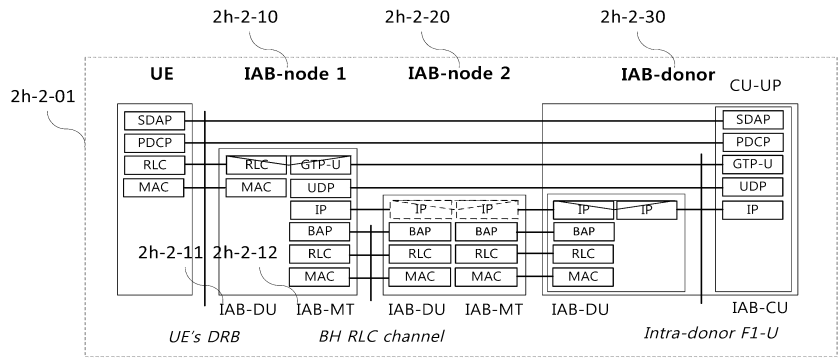 2h-2-10 2h-2-20 2h-2-30
UE IAB-node 1 IAB-node 2 IAB-donor
CU-UP
2h-2-01
SDAP SDAP
PDCP PDCP
RLC RLC GTP-U GTP-U
MAC MAC UDP UDP
IP IP IP IP IP IP
BAP BAP BAP BAP
2h-2-11 2h-2-12 RLC RLC RLC RLC
MAC MAC MAC MAC
IAB-DU IAB-MT IAB-DU IAB-MT IAB-DU IAB-CU
UE's DRB BH RLC channel Intra-donor F1-U